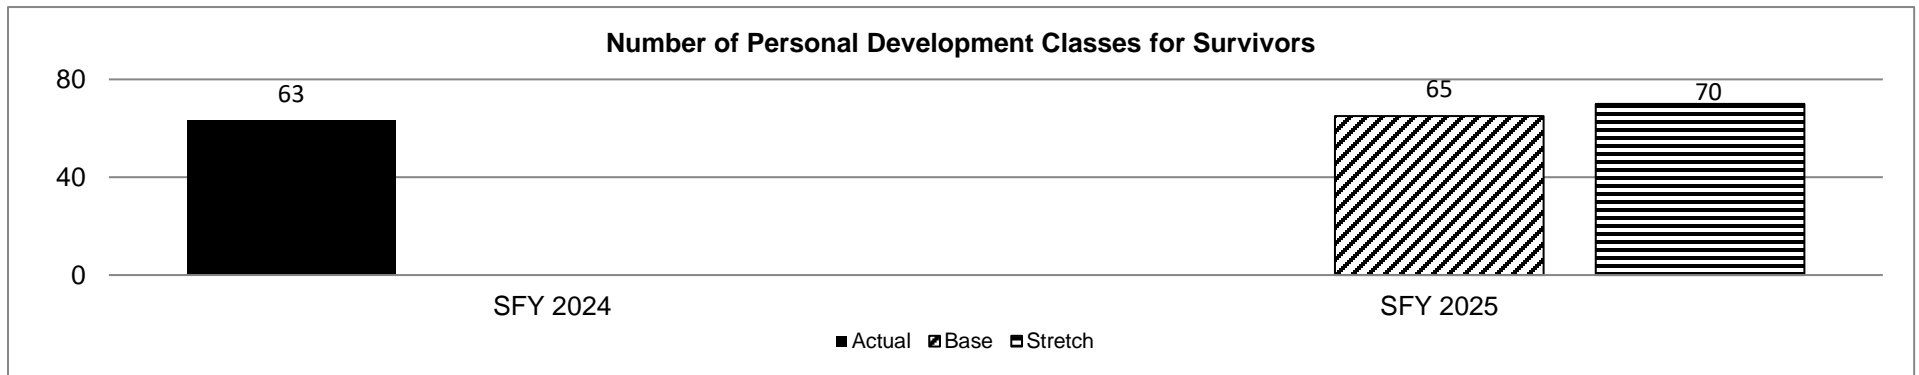 Number of Personal Development Classes for Survivors
80
63
65
70
40
0
SFY 2024
SFY 2025
Actual Base Stretch